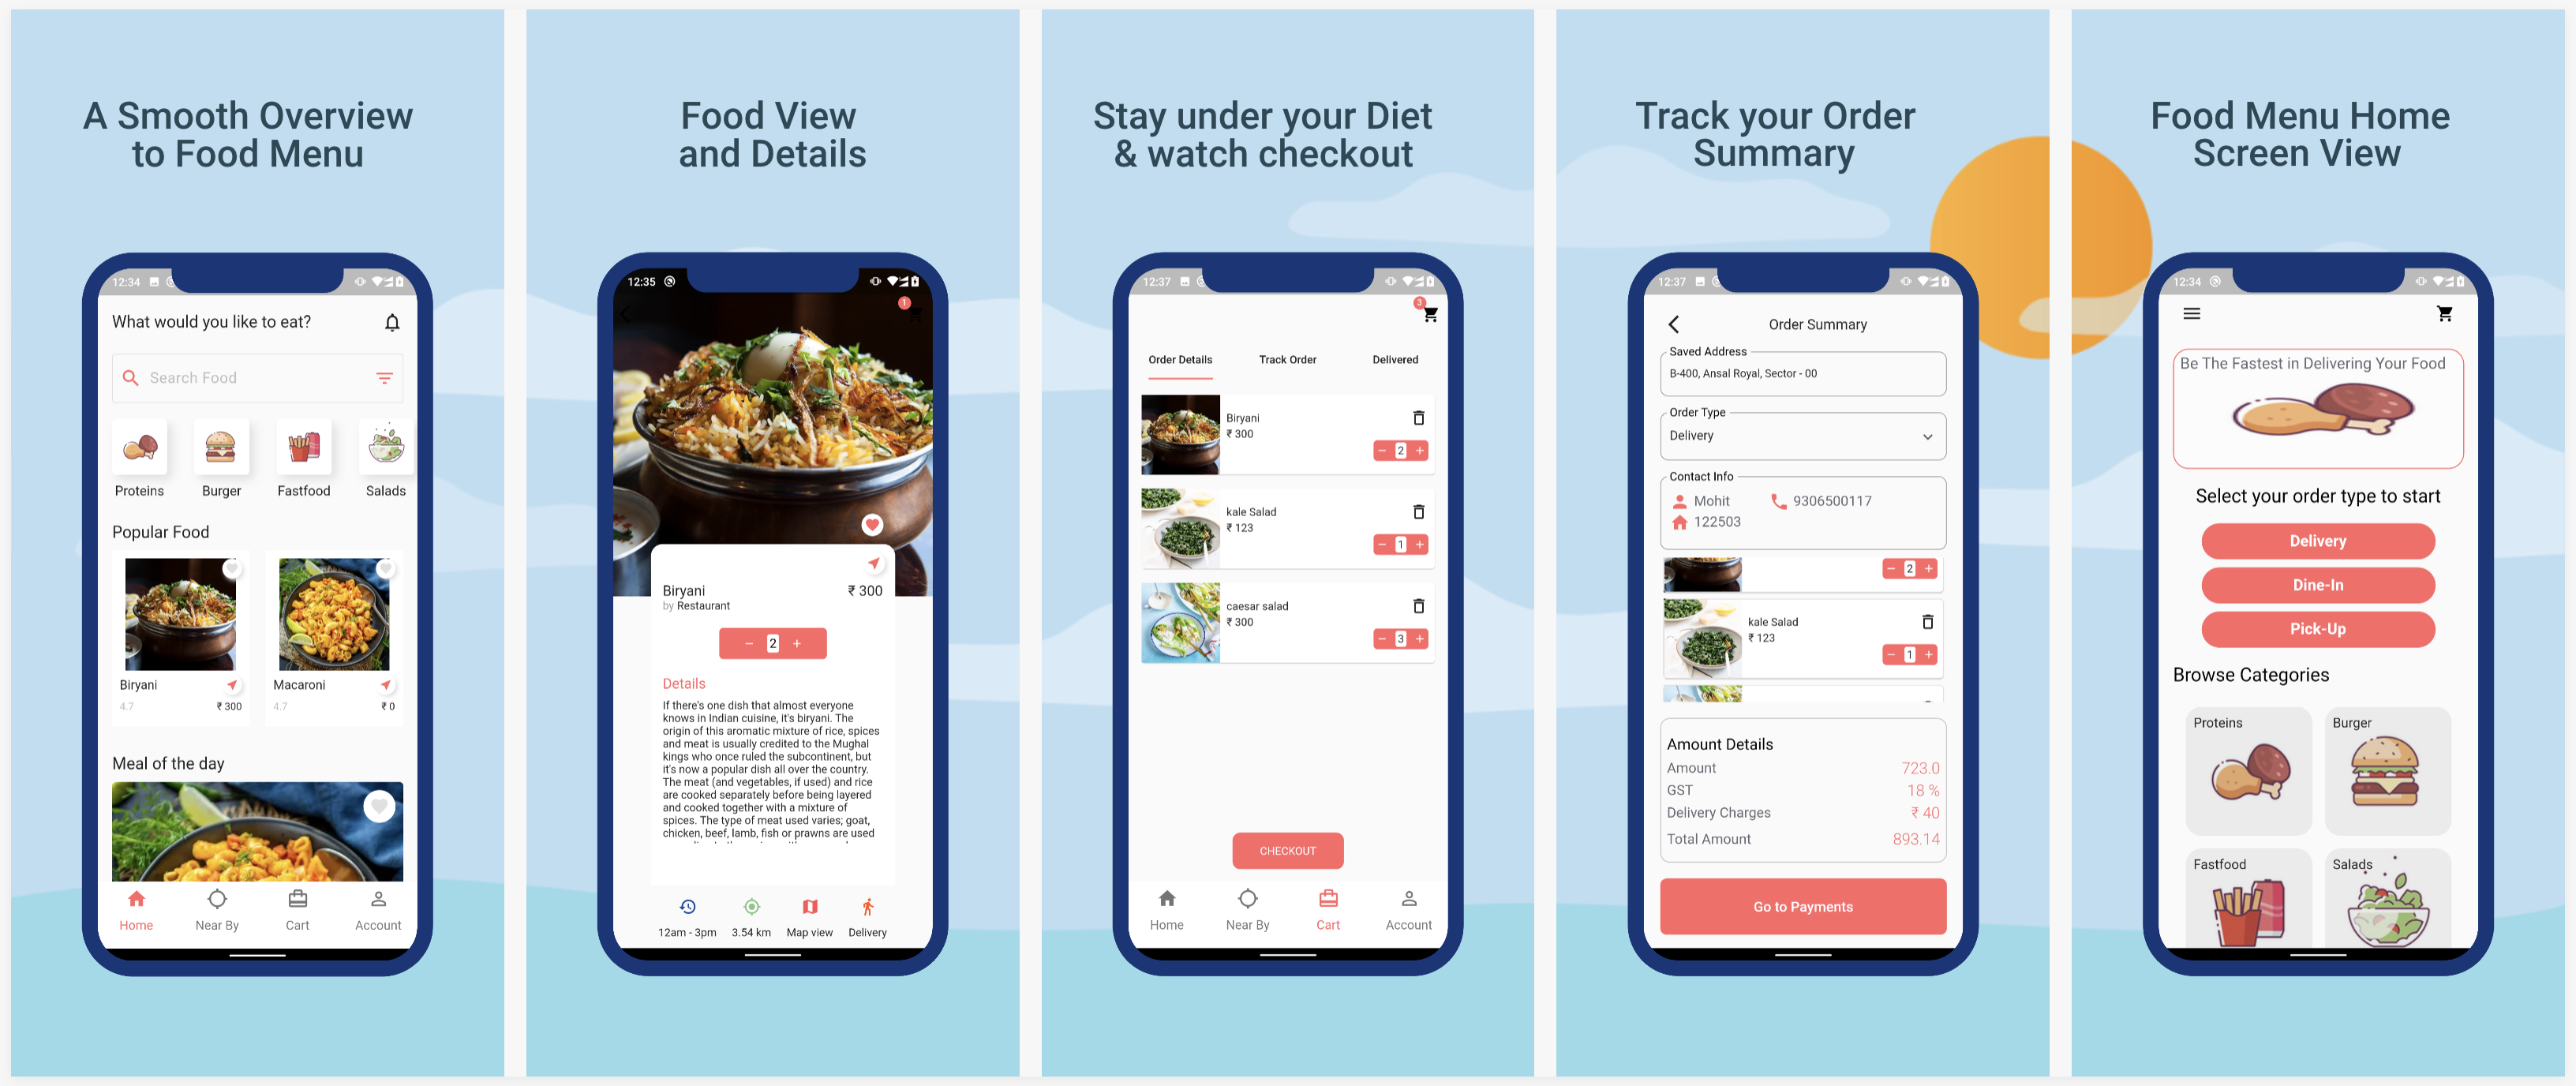 A Smooth Overview
to Food Menu
12:34
What would you like to eat?
Search Food
Proteins
Burger
Fastfood
Salads
Popular Food
Biryani
4.7
₹ 300
Macaroni
4.7
₹ 0
Meal of the day
Home
Near By
Cart
Account
Food View
and Details
12:35
1
Biryani
₹ 300
by Restaurant
− 2 +
Details
If there's one dish that almost everyone
knows in Indian cuisine, it's biryani. The
origin of this aromatic mixture of rice, spices
and meat is usually credited to the Mughal
kings who once ruled the subcontinent, but
it's now a popular dish all over the country.
The meat (and vegetables, if used) and rice
are cooked separately before being layered
and cooked together with a mixture of
spices. The type of meat used varies; goat,
chicken, beef, lamb, fish or prawns are used
12am - 3pm
3.54 km
Map view
Delivery
Stay under your Diet
& watch checkout
12:37
3
Order Details
Track Order
Delivered
Biryani
₹ 300
− 2 +
kale Salad
₹ 123
− 1 +
caesar salad
₹ 300
− 3 +
CHECKOUT
Home
Near By
Cart
Account
Track your Order
Summary
12:37
Order Summary
Saved Address
B-400, Ansal Royal, Sector - 00
Order Type
Delivery
Contact Info
Mohit
9306500117
122503
− 2 +
kale Salad
₹ 123
− 1 +
Amount Details
Amount 723.0
GST 18 %
Delivery Charges ₹ 40
Total Amount 893.14
Go to Payments
Food Menu Home
Screen View
12:34
Be The Fastest in Delivering Your Food
Select your order type to start
Delivery
Dine-In
Pick-Up
Browse Categories
Proteins
Burger
Fastfood
Salads